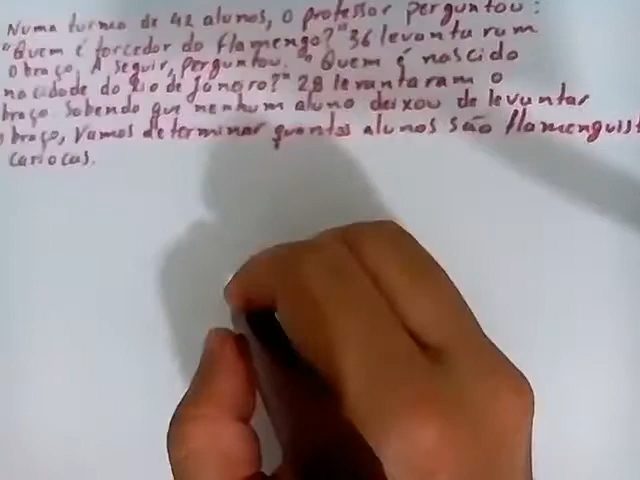 Numa turma de 42 alunos, o professor perguntou:
"Quem é torcedor do flamengo?" 36 levantaram
o braço. A seguir, perguntou: "Quem é nascido
na cidade do Rio de Janeiro?" 28 levantaram o
braço. Sabendo que nenhum aluno deixou de levantar
o braço, vamos determinar quantos alunos são flamenguist
cariocas.